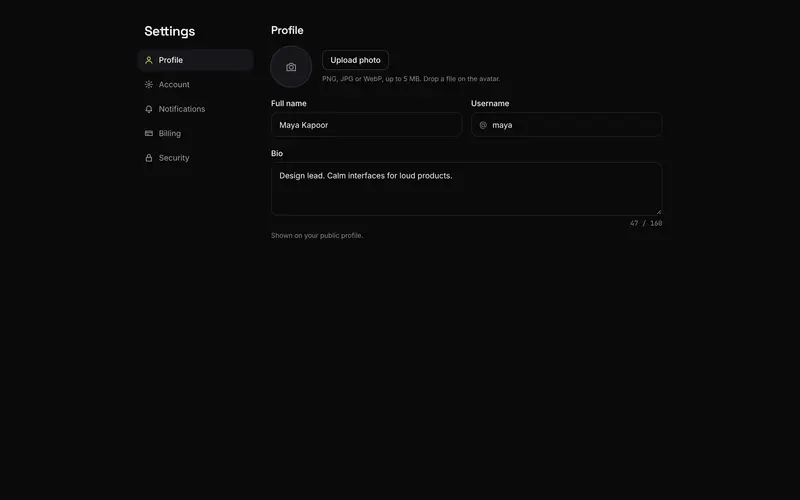 Settings
Profile
Account
Notifications
Billing
Security
Profile
Upload photo
PNG, JPG or WebP, up to 5 MB. Drop a file on the avatar.
Full name
Username
Maya Kapoor
@ maya
Bio
Design lead. Calm interfaces for loud products.
47 / 160
Shown on your public profile.